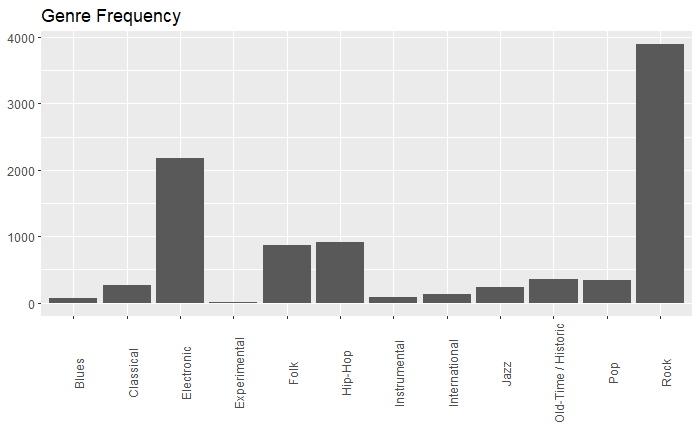 Genre Frequency
4000
3000
2000
1000
0
Blues
Classical
Electronic
Experimental
Folk
Hip-Hop
Instrumental
International
Jazz
Old-Time / Historic
Pop
Rock